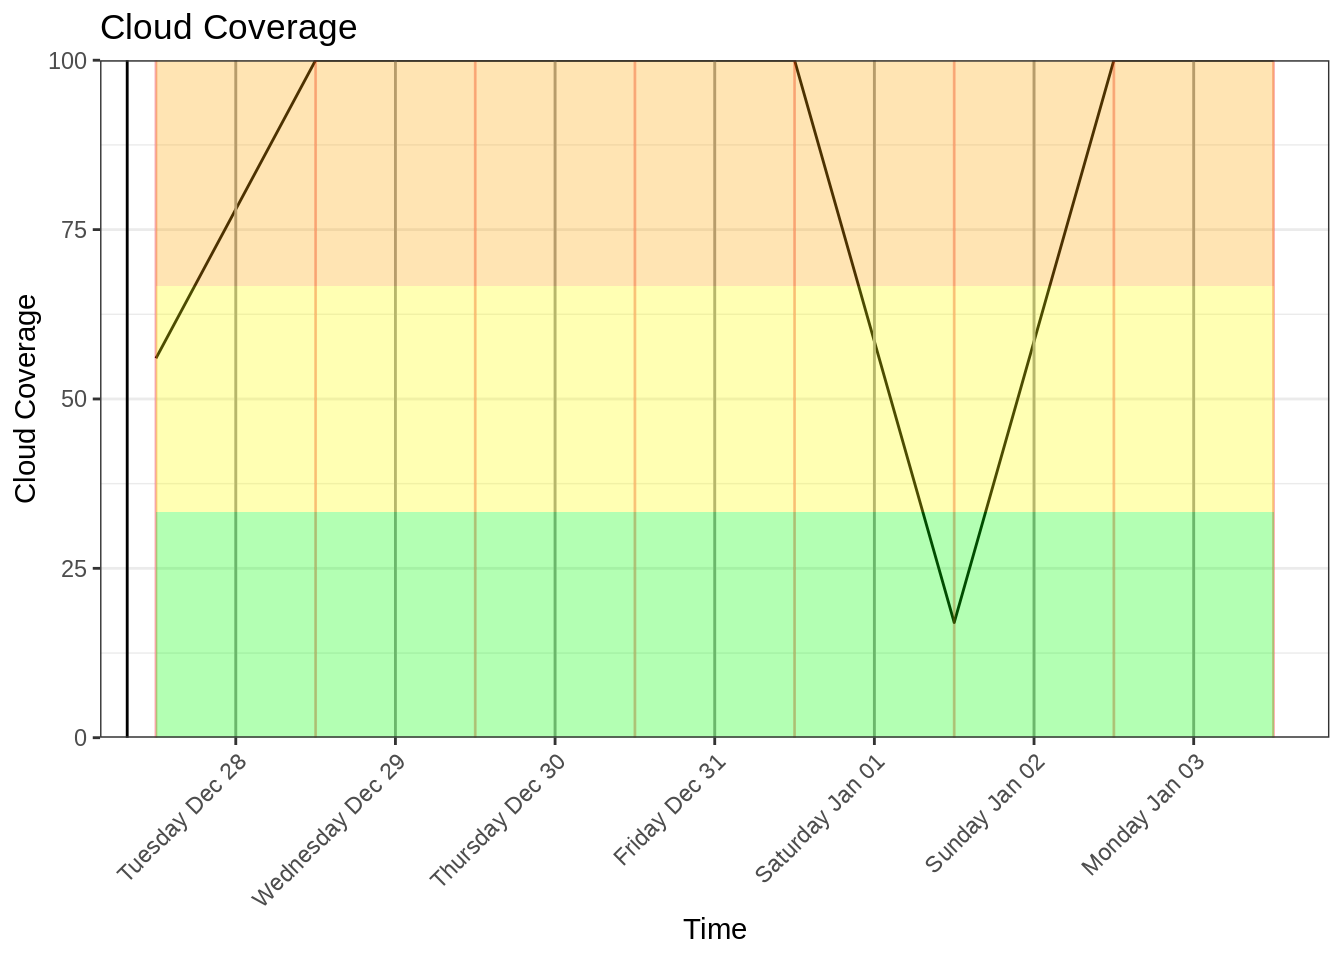 Cloud Coverage
100
75
50
25
0
Cloud Coverage
Tuesday Dec 28
Wednesday Dec 29
Thursday Dec 30
Friday Dec 31
Saturday Jan 01
Sunday Jan 02
Monday Jan 03
Time